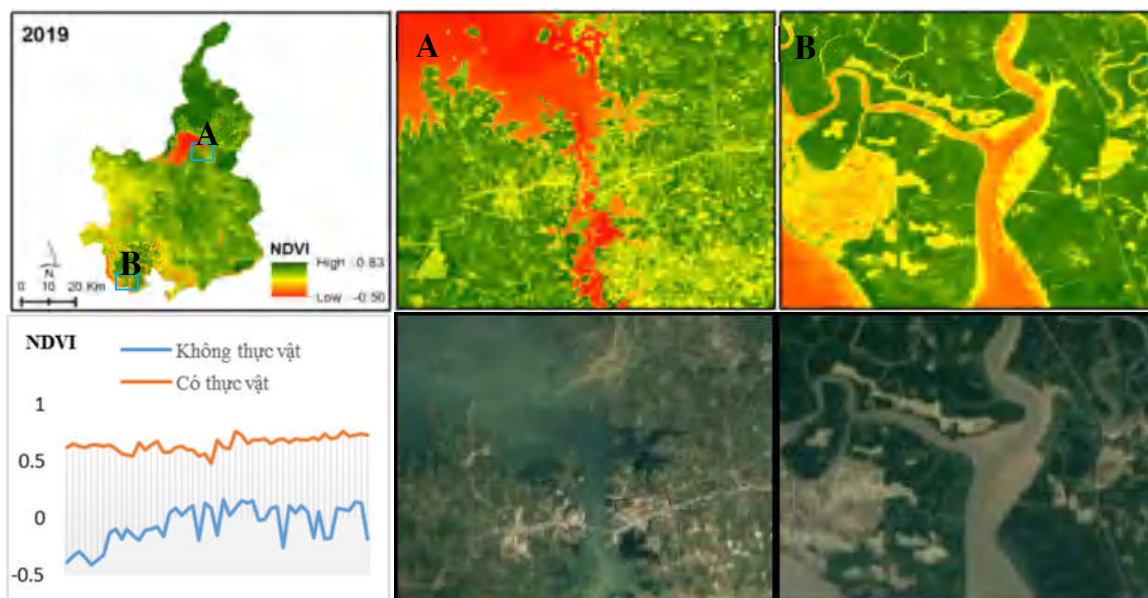 2019
A
B
N
0 10 20 Km
NDVI
High : 0.83
Low : -0.50
A
B
NDVI
Không thực vật
Có thực vật
1
0.5
0
-0.5